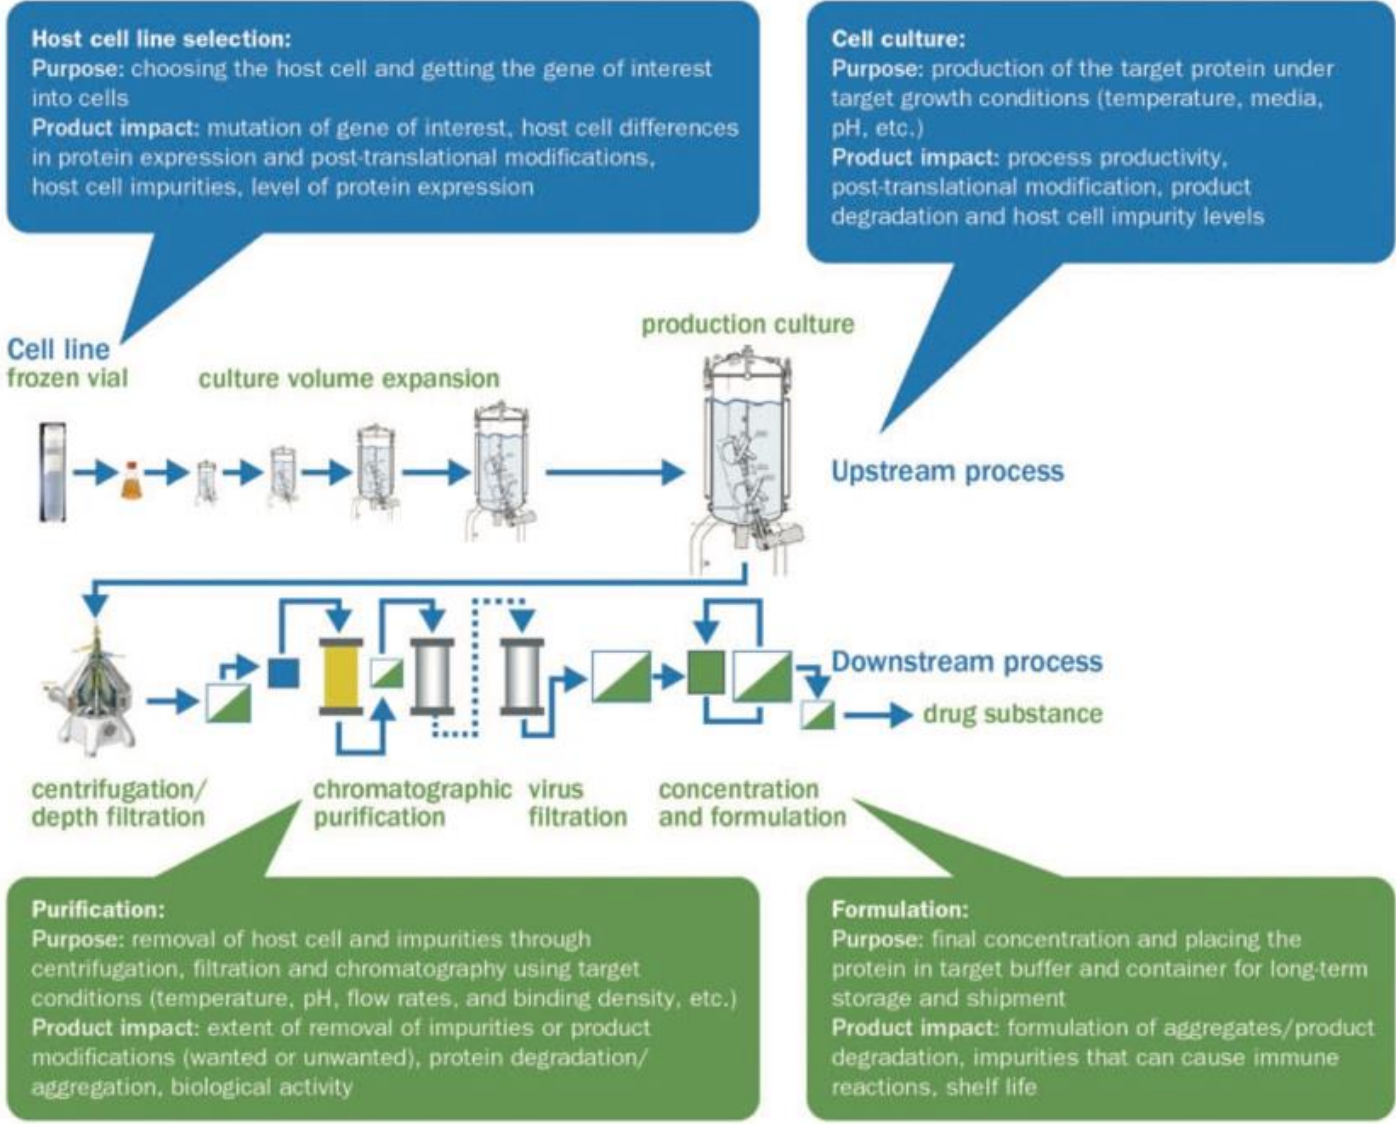 Host cell line selection:
Purpose: choosing the host cell and getting the gene of interest
into cells
Product impact: mutation of gene of interest, host cell differences
in protein expression and post-translational modifications,
host cell impurities, level of protein expression
Cell culture:
Purpose: production of the target protein under
target growth conditions (temperature, media,
pH, etc.)
Product impact: process productivity,
post-translational modification, product
degradation and host cell impurity levels
production culture
Cell line
frozen vial
culture volume expansion
Upstream process
Downstream process
drug substance
centrifugation/
depth filtration
chromatographic
purification
virus
filtration
concentration
and formulation
Purification:
Purpose: removal of host cell and impurities through
centrifugation, filtration and chromatography using target
conditions (temperature, pH, flow rates, and binding density, etc.)
Product impact: extent of removal of impurities or product
modifications (wanted or unwanted), protein degradation/
aggregation, biological activity
Formulation:
Purpose: final concentration and placing the
protein in target buffer and container for long-term
storage and shipment
Product impact: formulation of aggregates/product
degradation, impurities that can cause immune
reactions, shelf life